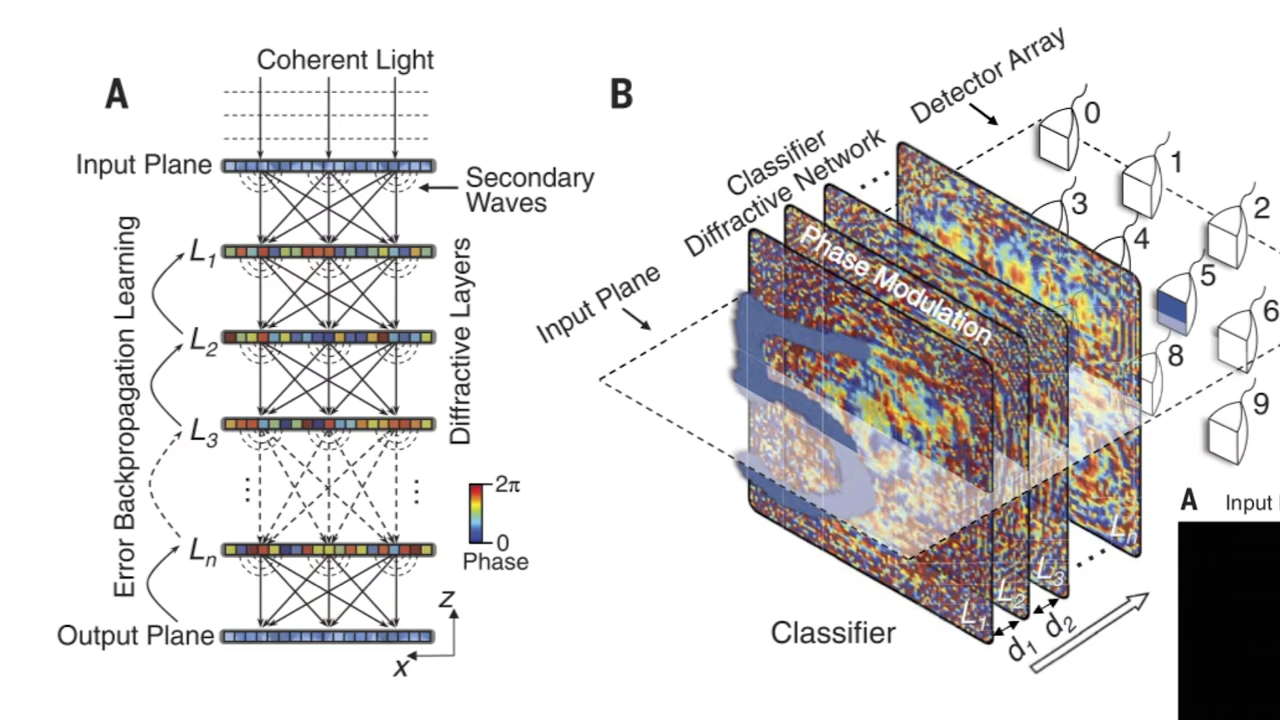 A
Coherent Light
Input Plane
Secondary
Waves
Error Backpropagation Learning
L1
L2
L3
Ln
Diffractive Layers
2π
0
Phase
Output Plane
z
x
B
Detector Array
Classifier
Diffractive Network
Input Plane
Phase Modulation
0
1
2
3
4
5
6
8
9
L1
L2
L3
Ln
d1
d2
Classifier
A
Input